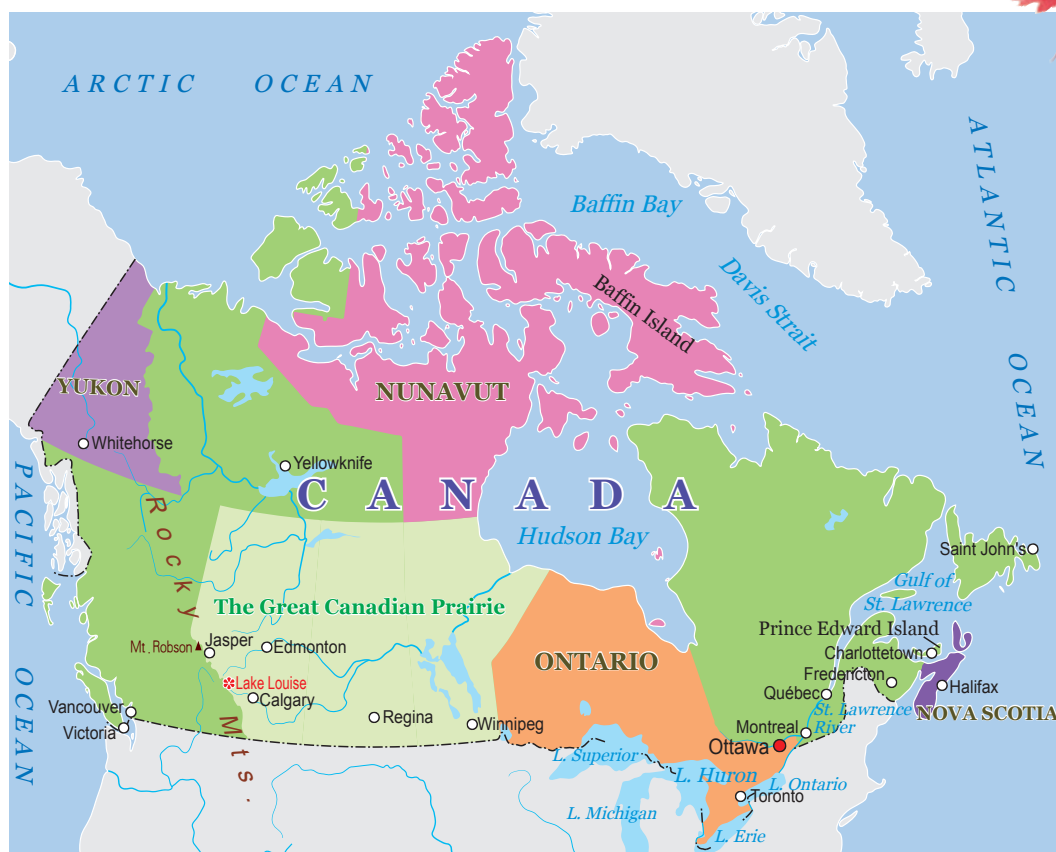 ARCTIC OCEAN
ATLANTIC OCEAN
Baffin Bay
Davis Strait
Baffin Island
YUKON
NUNAVUT
Whitehorse
Yellowknife
PACIFIC OCEAN
CANADA
Rocky Mts.
Hudson Bay
Saint John's
Gulf of
St. Lawrence
The Great Canadian Prairie
Prince Edward Island
Mt. Robson
Jasper
Edmonton
ONTARIO
Charlottetown
Fredericton
Lake Louise
Calgary
Québec
Halifax
Vancouver
Victoria
Regina
Winnipeg
St. Lawrence
River
NOVA SCOTIA
Montreal
Ottawa
L. Superior
L. Huron
L. Ontario
Toronto
L. Michigan
L. Erie